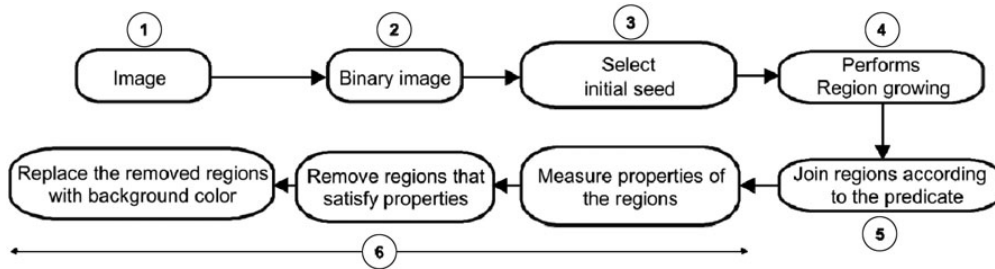 1
2
3
4
Image
Binary image
Select
initial seed
Performs
Region growing
Replace the removed regions
with background color
Remove regions that
satisfy properties
Measure properties of
the regions
Join regions according
to the predicate
6
5